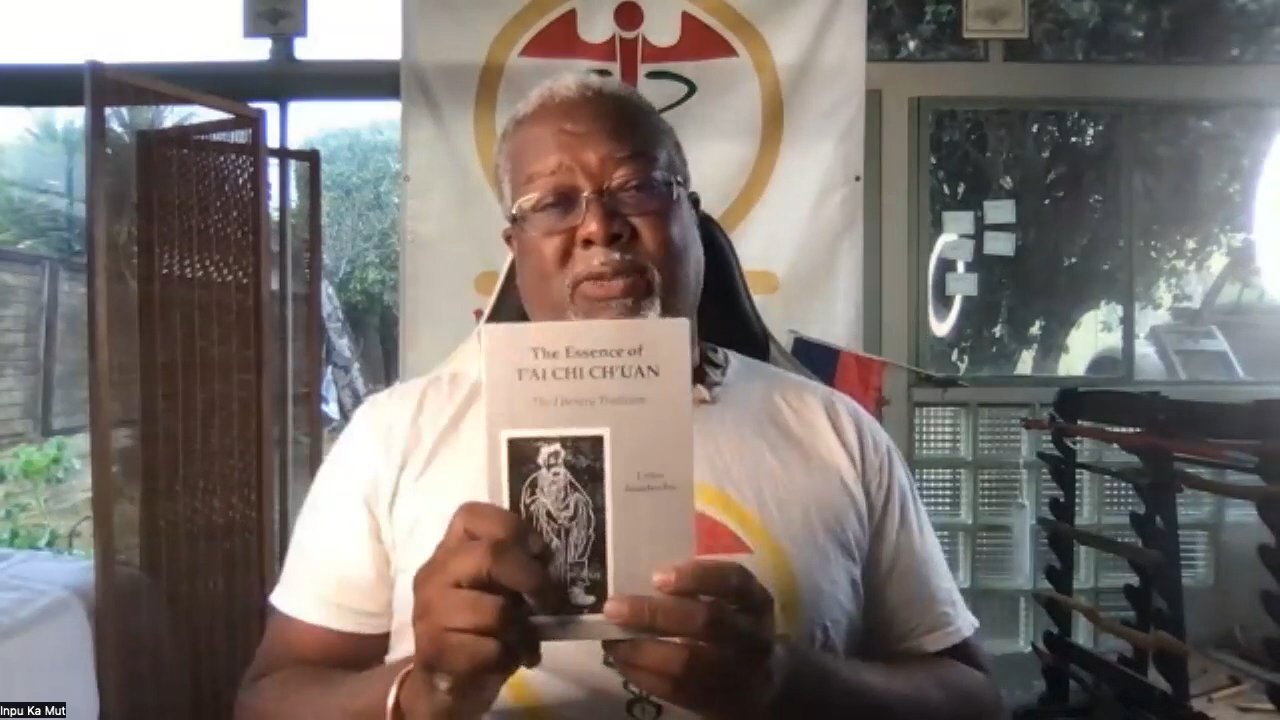 The Essence of
T'AI CHI CH'UAN
The Literary Tradition
Inpu Ka Mut